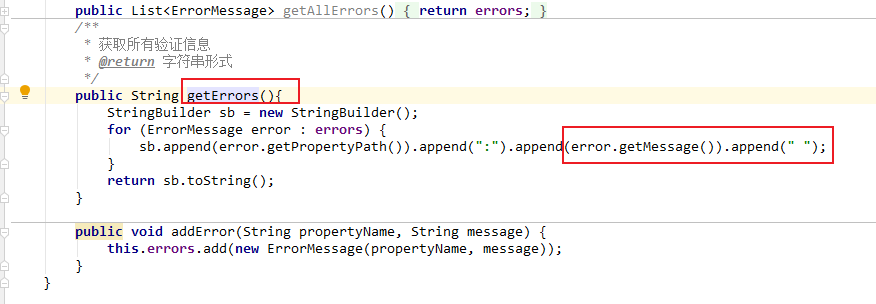 public List<ErrorMessage> getAllErrors() { return errors; }
/**
 * 获取所有验证信息
 * @return 字符串形式
 */
public String getErrors(){
    StringBuilder sb = new StringBuilder();
    for (ErrorMessage error : errors) {
        sb.append(error.getPropertyPath()).append(":").append(error.getMessage()).append(" ");
    }
    return sb.toString();
}
public void addError(String propertyName, String message) {
    this.errors.add(new ErrorMessage(propertyName, message));
}
}